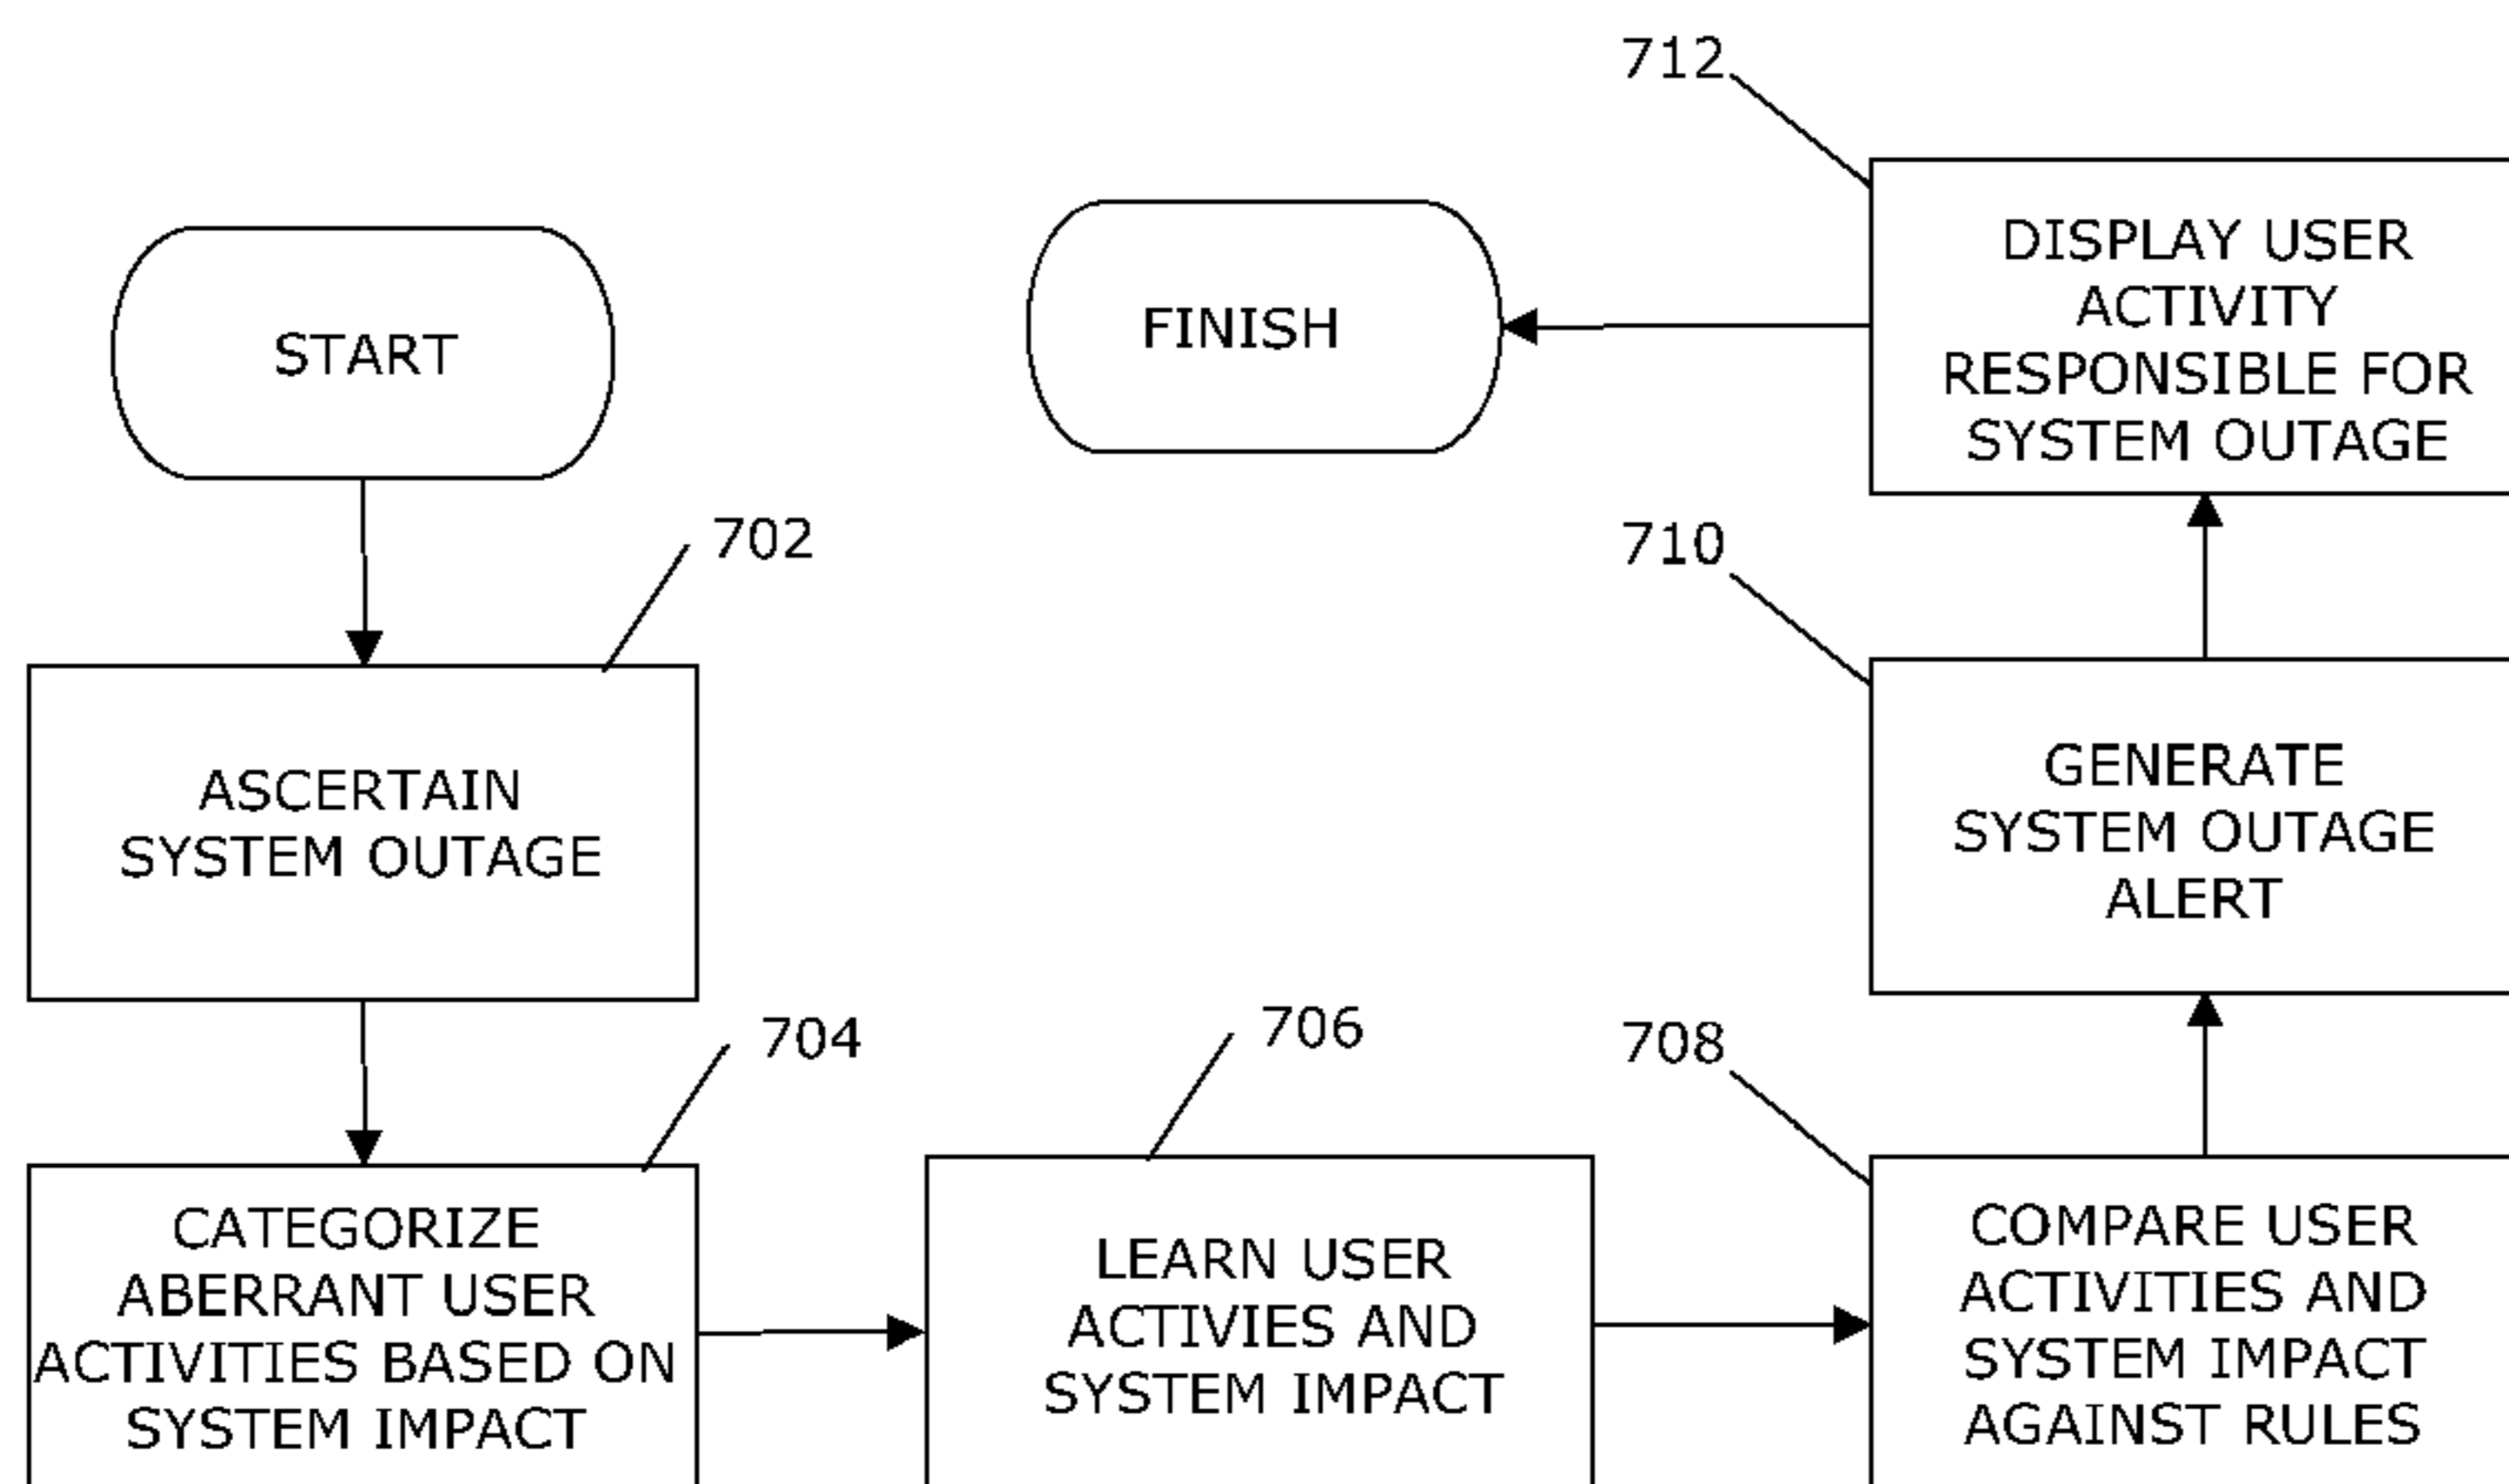 START
702
ASCERTAIN
SYSTEM OUTAGE
704
CATEGORIZE
ABERRANT USER
ACTIVITIES BASED ON
SYSTEM IMPACT
706
LEARN USER
ACTIVIES AND
SYSTEM IMPACT
708
COMPARE USER
ACTIVITIES AND
SYSTEM IMPACT
AGAINST RULES
710
GENERATE
SYSTEM OUTAGE
ALERT
712
DISPLAY USER
ACTIVITY
RESPONSIBLE FOR
SYSTEM OUTAGE
FINISH